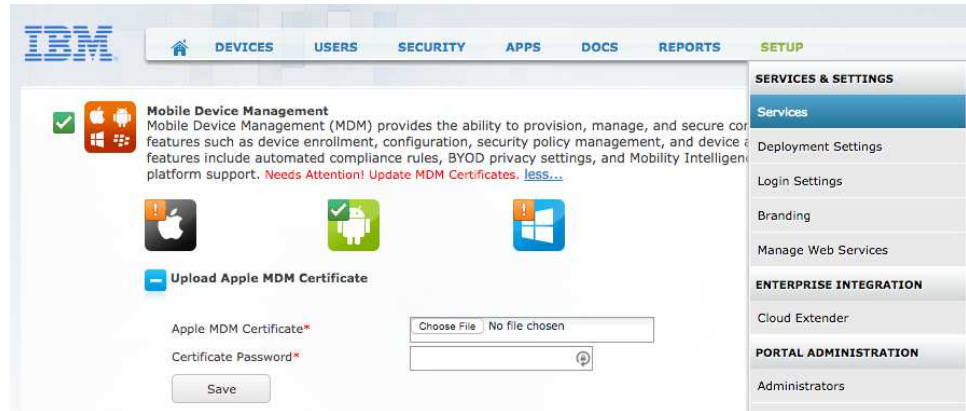 IBM
DEVICES USERS SECURITY APPS DOCS REPORTS SETUP
SERVICES & SETTINGS
Services
Deployment Settings
Login Settings
Branding
Manage Web Services
ENTERPRISE INTEGRATION
Cloud Extender
PORTAL ADMINISTRATION
Administrators
Mobile Device Management
Mobile Device Management (MDM) provides the ability to provision, manage, and secure cor
features such as device enrollment, configuration, security policy management, and device a
features include automated compliance rules, BYOD privacy settings, and Mobility Intelligen
platform support. Needs Attention! Update MDM Certificates. less...
Upload Apple MDM Certificate
Apple MDM Certificate* Choose File No file chosen
Certificate Password*
Save